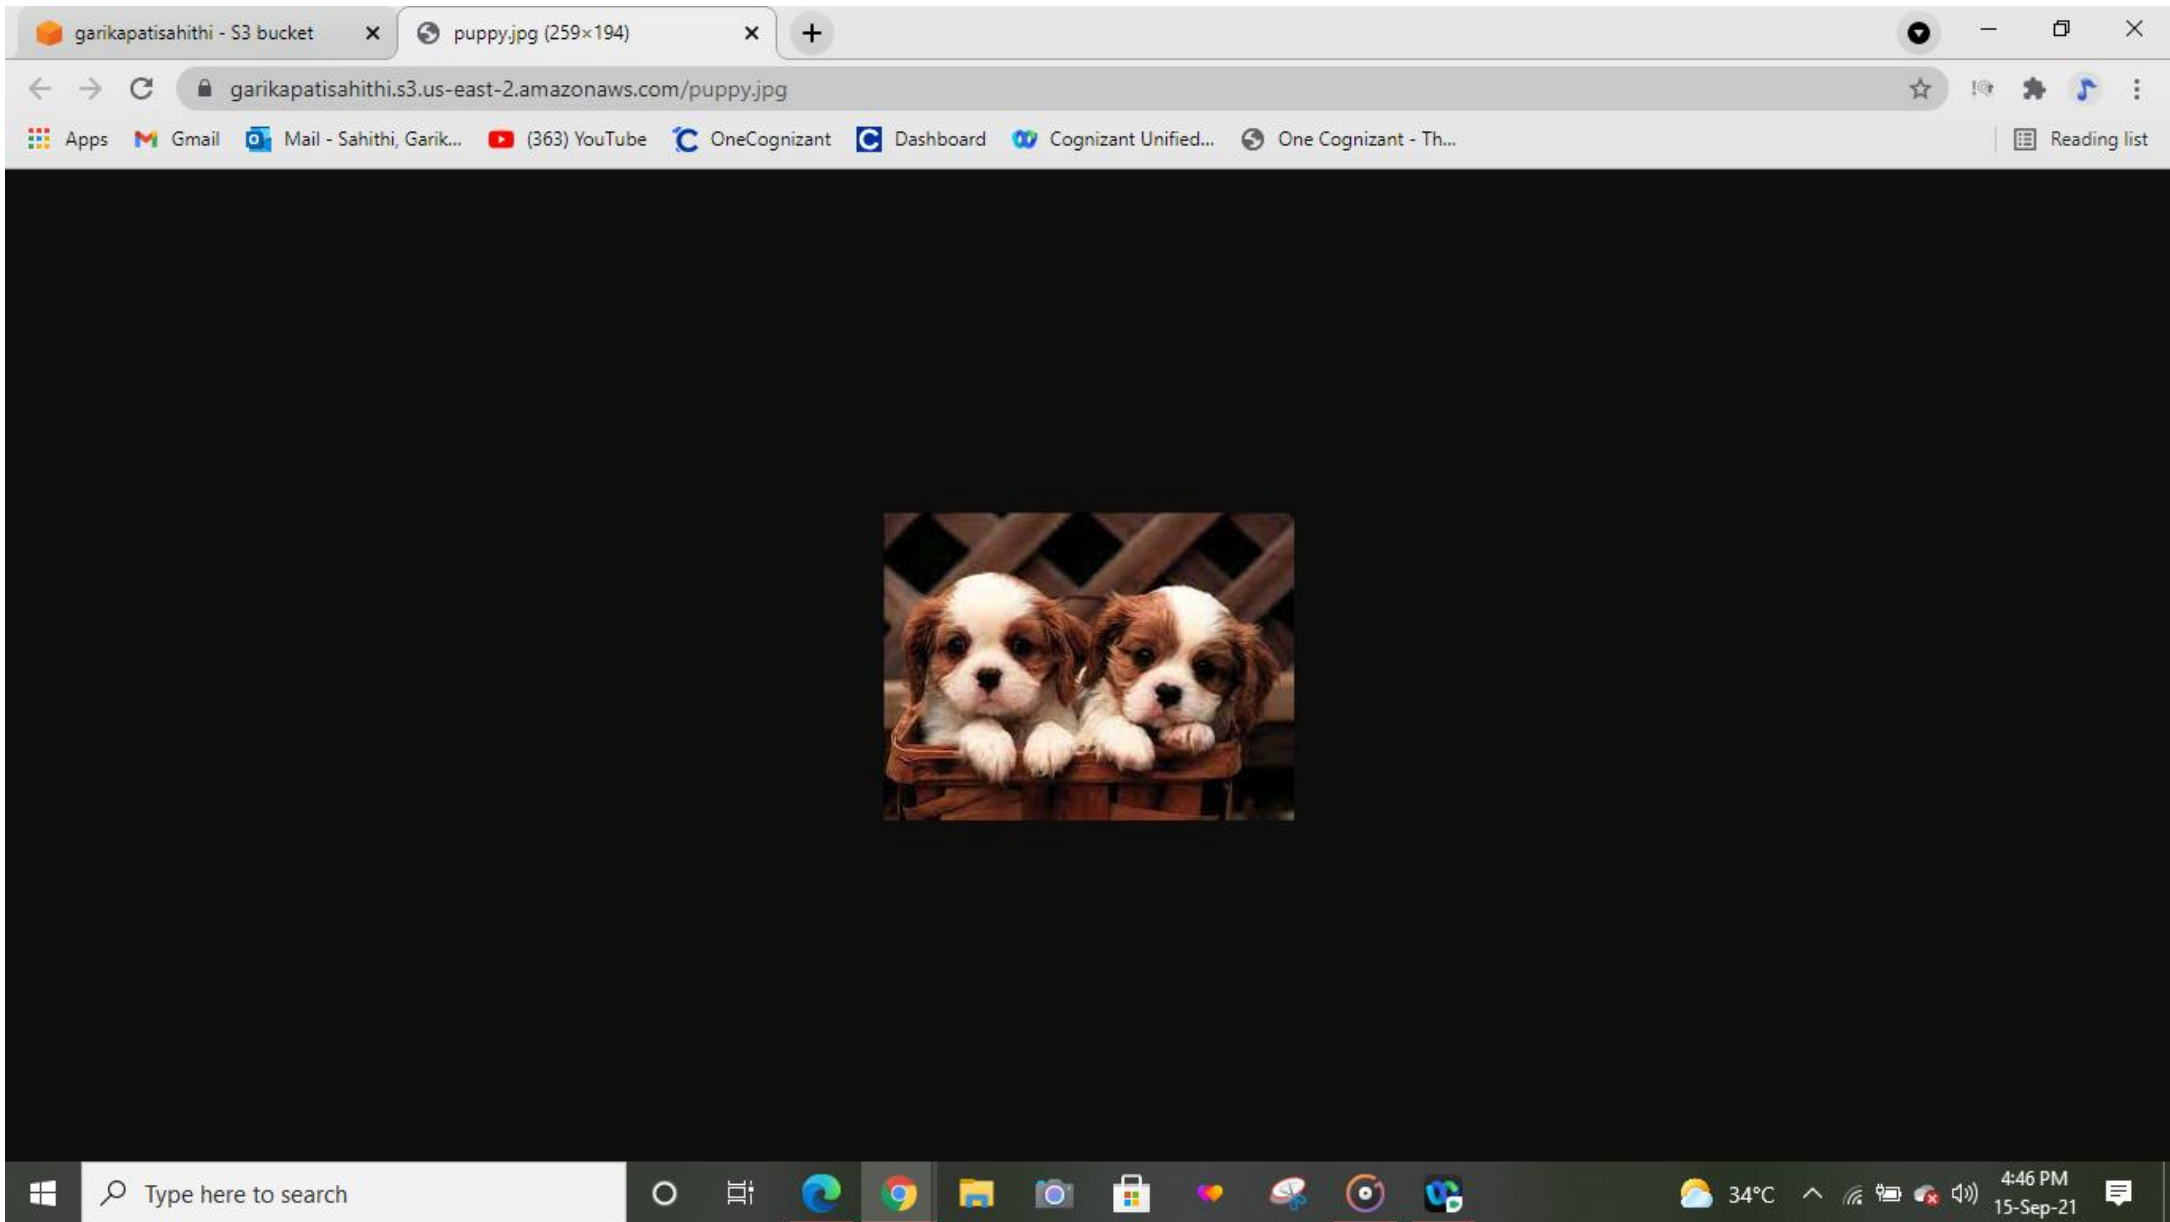 garikapatisahithi - S3 bucket
puppy.jpg (259×194)
garikapatisahithi.s3.us-east-2.amazonaws.com/puppy.jpg
Apps Gmail Mail - Sahithi, Garik... (363) YouTube OneCognizant Dashboard Cognizant Unified... One Cognizant - Th... Reading list
Type here to search
34°C
4:46 PM
15-Sep-21